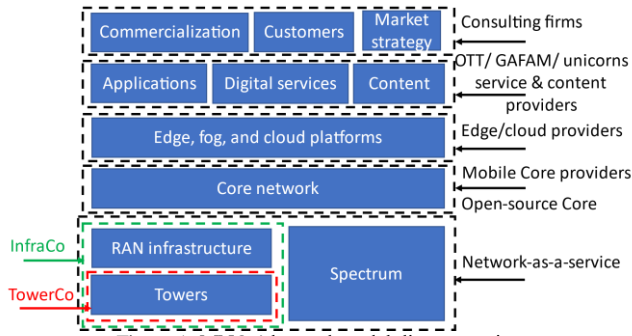 Commercialization
Customers
Market
strategy
Consulting firms
Applications
Digital services
Content
OTT/ GAFAM/ unicorns
service & content
providers
Edge, fog, and cloud platforms
Edge/cloud providers
Core network
Mobile Core providers
Open-source Core
InfraCo
RAN infrastructure
Spectrum
Network-as-a-service
TowerCo
Towers